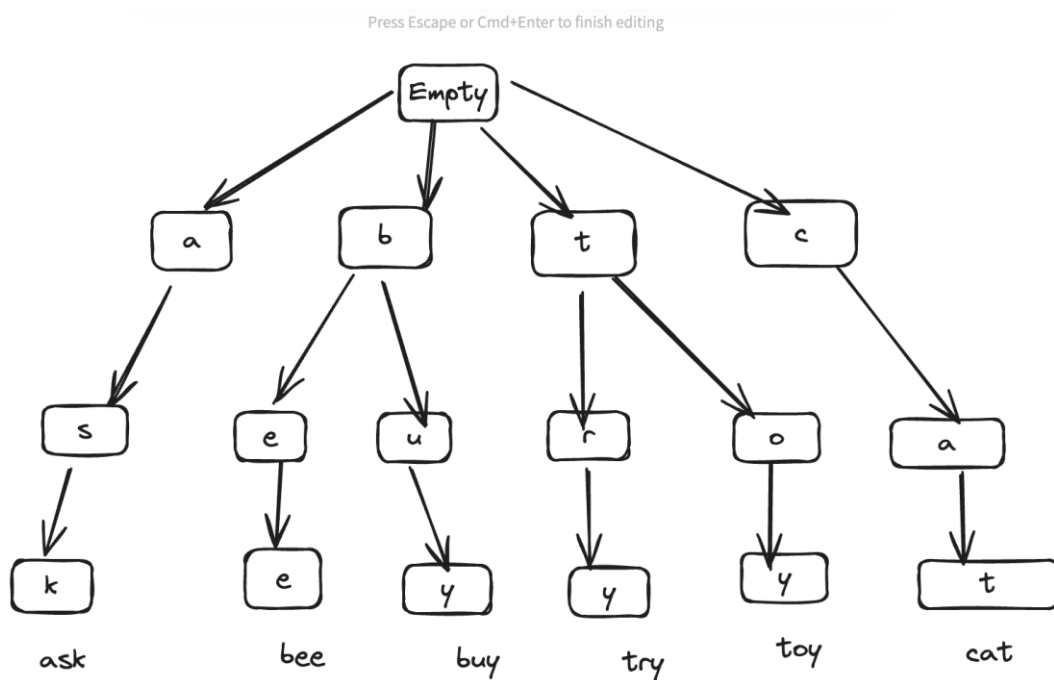 Press Escape or Cmd+Enter to finish editing
Empty
a b t c
s e u r o a
k e y y y t
ask bee buy try toy cat